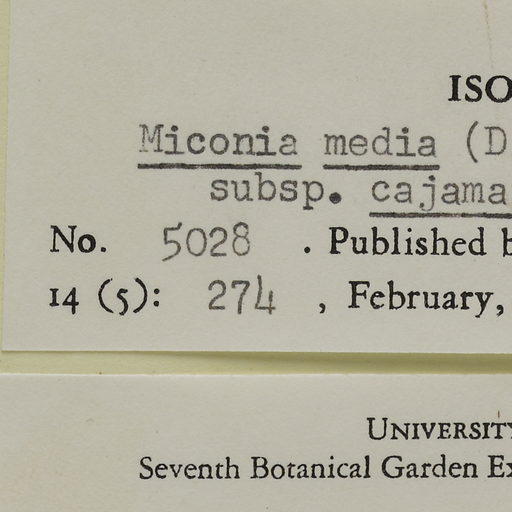 ISO
Miconia media (D
subsp. cajama
No. 5028 . Published b
14 (5): 274 , February,
UNIVERSITY
Seventh Botanical Garden Ex